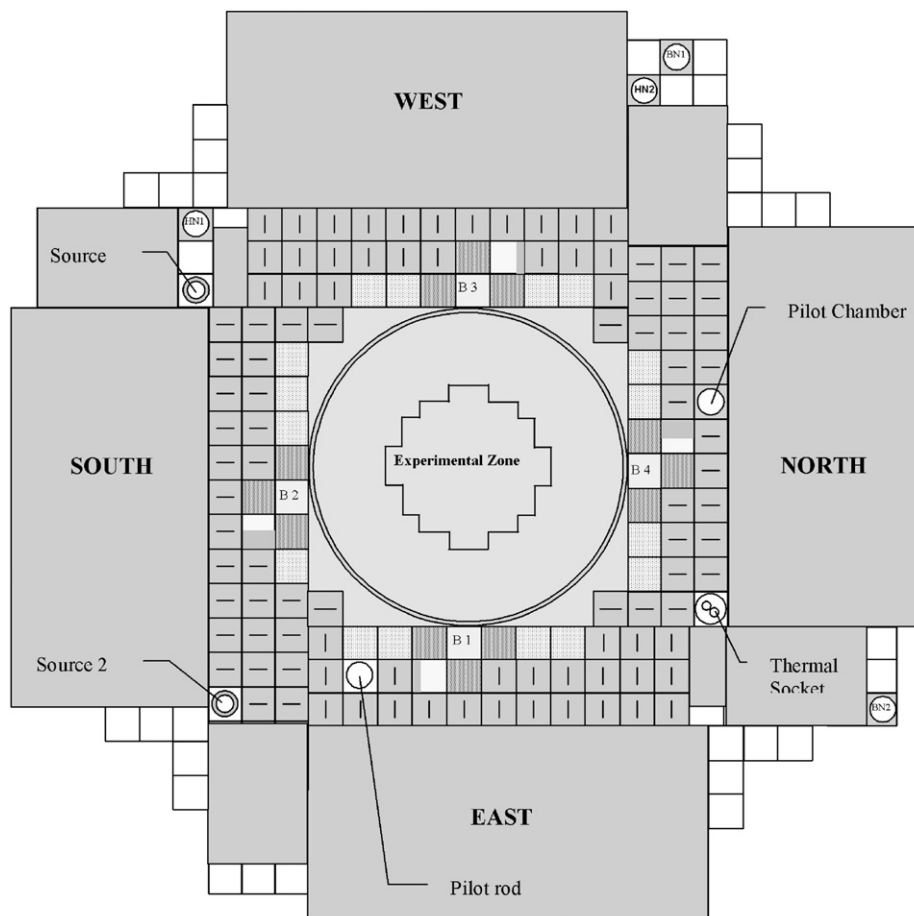 BN1
HN2
WEST
HN1
Source
B 3
Pilot Chamber
SOUTH
Experimental Zone
NORTH
B 2
B 4
B 1
Source 2
Thermal
Socket
BN2
EAST
Pilot rod